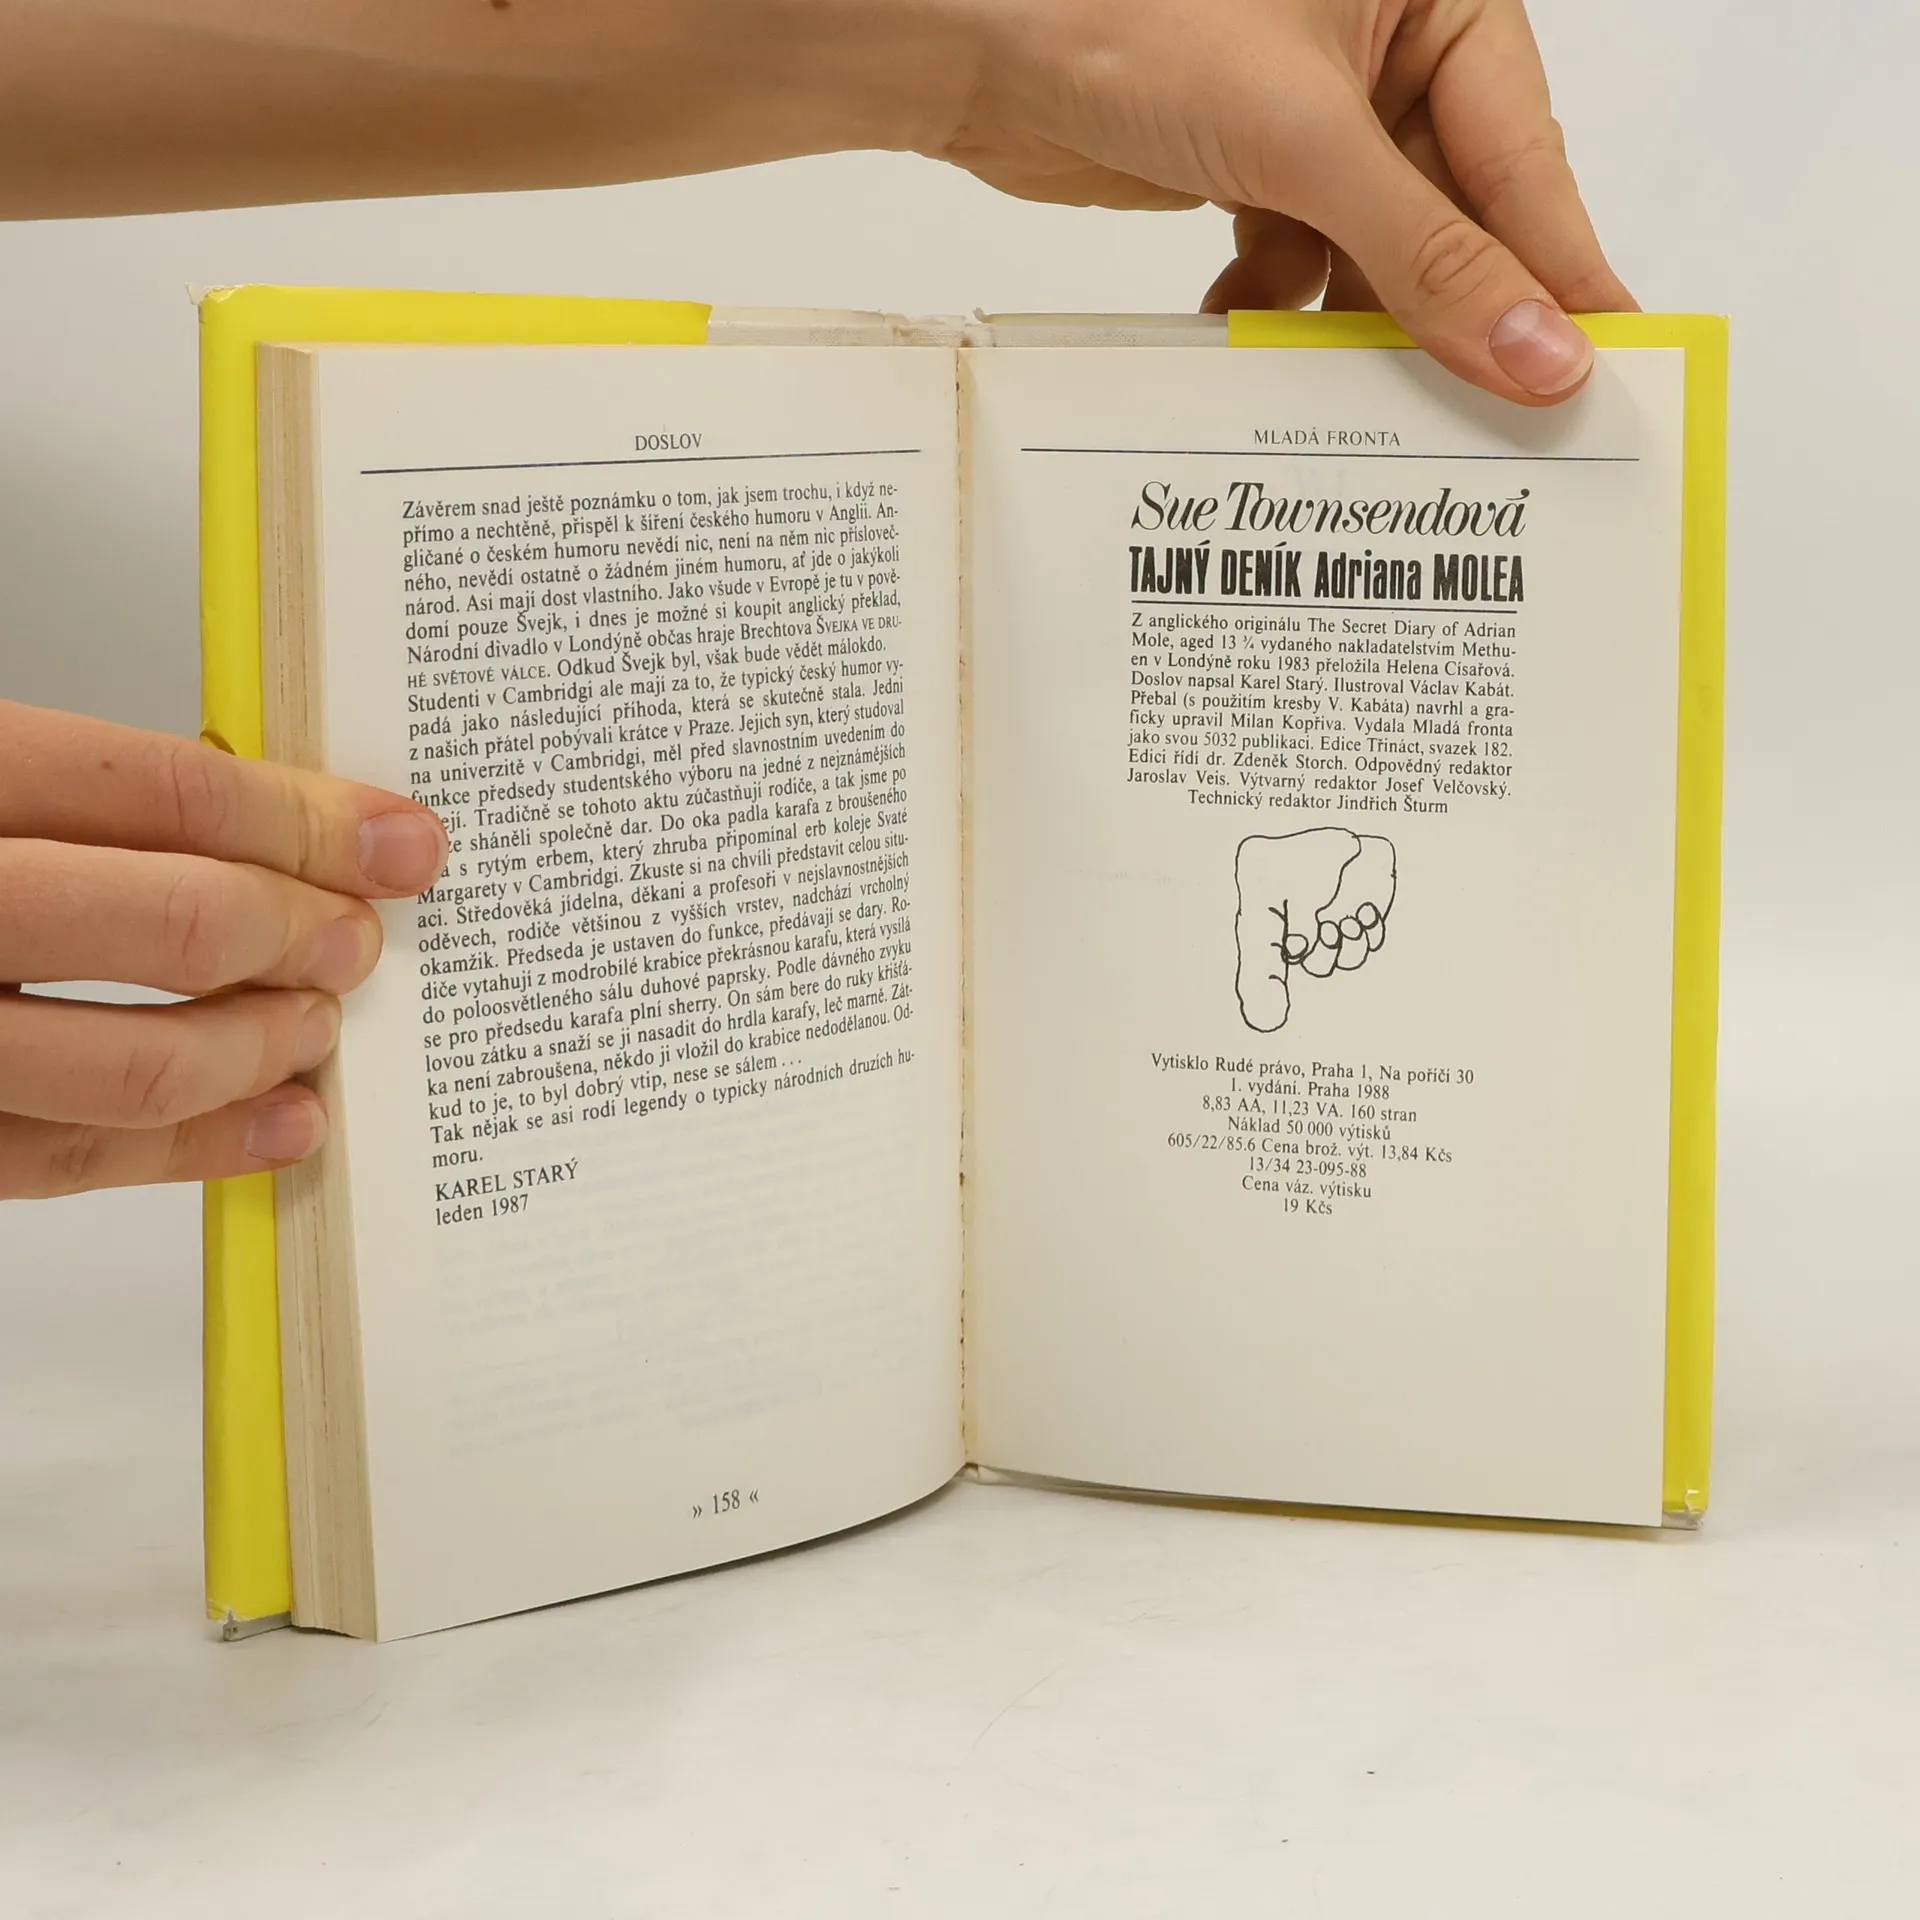 DOSLOV
Závěrem snad ještě poznámku o tom, jak jsem trochu, i když ne-
přímo a nechtěně, přispěl k šíření českého humoru v Anglii. An-
gličané o českém humoru nevědí nic, není na něm nic příslověč-
ného, nevědí ostatně o žádném jiném humoru, ať jde o jakýkoli
národ. Asi mají dost vlastního. Jako všude v Evropě je tu v pově-
domí pouze Švejk, i dnes je možné si koupit anglický překlad,
Národní divadlo v Londýně občas hraje Brechtova ŠVEJKA VE DRU-
HÉ SVĚTOVÉ VÁLCE. Odkud Švejk byl, však bude vědět málokdo.
Studenti v Cambridgi ale mají za to, že typický český humor vy-
padá jako následující příhoda, která se skutečně stala. Jedni
z našich přátel pobývali krátce v Praze. Jejich syn, který studoval
na univerzitě v Cambridgi, měl před slavnostním uvedením do
funkce předsedy studentského výboru na jedné z nejznámějších
ejí. Tradičně se tohoto aktu zúčastňují rodiče, a tak jsme po
ze sháněli společně dar. Do oka padla karafa z broušeného
a s rytým erbem, který zhruba připomínal erb koleje Svaté
Margarety v Cambridgi. Zkuste si na chvíli představit celou situ-
aci. Středověká jídelna, děkani a profesoři v nejslavnostnějších
oděvech, rodiče většinou z vyšších vrstev, nadchází vrcholný
okamžik. Předseda je ustaven do funkce, předávají se dary. Ro-
diče vytahují z modrobílé krabice překrásnou karafu, která vysílá
do poloosvětleného sálu duhové paprsky. Podle dávného zvyku
se pro předsedu karafa plní sherry. On sám bere do ruky křišťá-
lovou zátku a snaží se ji nasadit do hrdla karafy, leč marně. Zát-
ka není zabroušena, někdo ji vložil do krabice nedodělanou. Od-
kud to je, to byl dobrý vtip, nese se sálem ...
Tak nějak se asi rodí legendy o typicky národních druzích hu-
moru.
KAREL STARÝ
leden 1987
» 158 «
MLADÁ FRONTA
Sue Townsendová
TAJNÝ DENÍK Adriana MOLEA
Z anglického originálu The Secret Diary of Adrian
Mole, aged 13 ¾ vydaného nakladatelstvím Methu-
en v Londýně roku 1983 přeložila Helena Císařová.
Doslov napsal Karel Starý. Ilustroval Václav Kabát.
Přebal (s použitím kresby V. Kabáta) navrhl a gra-
ficky upravil Milan Kopřiva. Vydala Mladá fronta
jako svou 5032 publikaci. Edice Třináct, svazek 182.
Edici řídí dr. Zdeněk Storch. Odpovědný redaktor
Jaroslav Veis. Výtvarný redaktor Josef Velčovský.
Technický redaktor Jindřich Šturm
Vytisklo Rudé právo, Praha 1, Na poříčí 30
1. vydání. Praha 1988
8,83 AA, 11,23 VA. 160 stran
Náklad 50 000 výtisků
605/22/85.6 Cena brož. výt. 13,84 Kčs
13/34 23-095-88
Cena váz. výtisku
19 Kčs